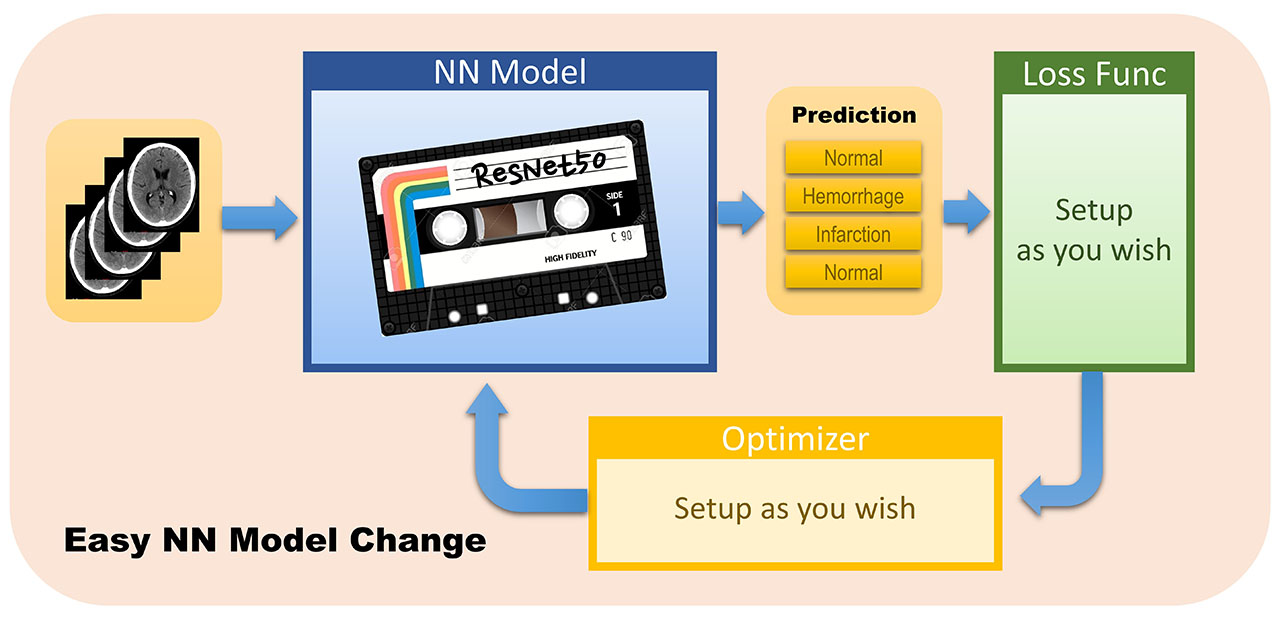 NN Model
ResNet50
SIDE
1
C 90
HIGH FIDELITY
Prediction
Normal
Hemorrhage
Infarction
Normal
Loss Func
Setup
as you wish
Optimizer
Setup as you wish
Easy NN Model Change